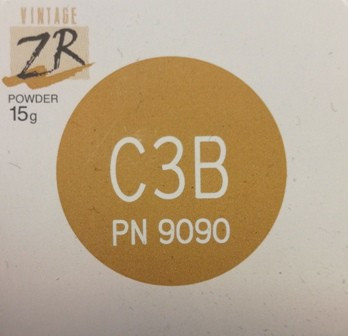 VINTAGE
ZR
POWDER
15g
C3B
PN 9090